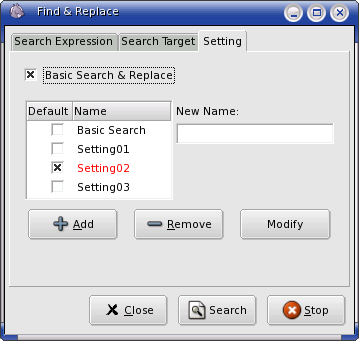 Find & Replace
Search Expression Search Target Setting
Basic Search & Replace
Default Name
New Name:
Basic Search
Setting01
Setting02
Setting03
Add Remove Modify
Close Search Stop